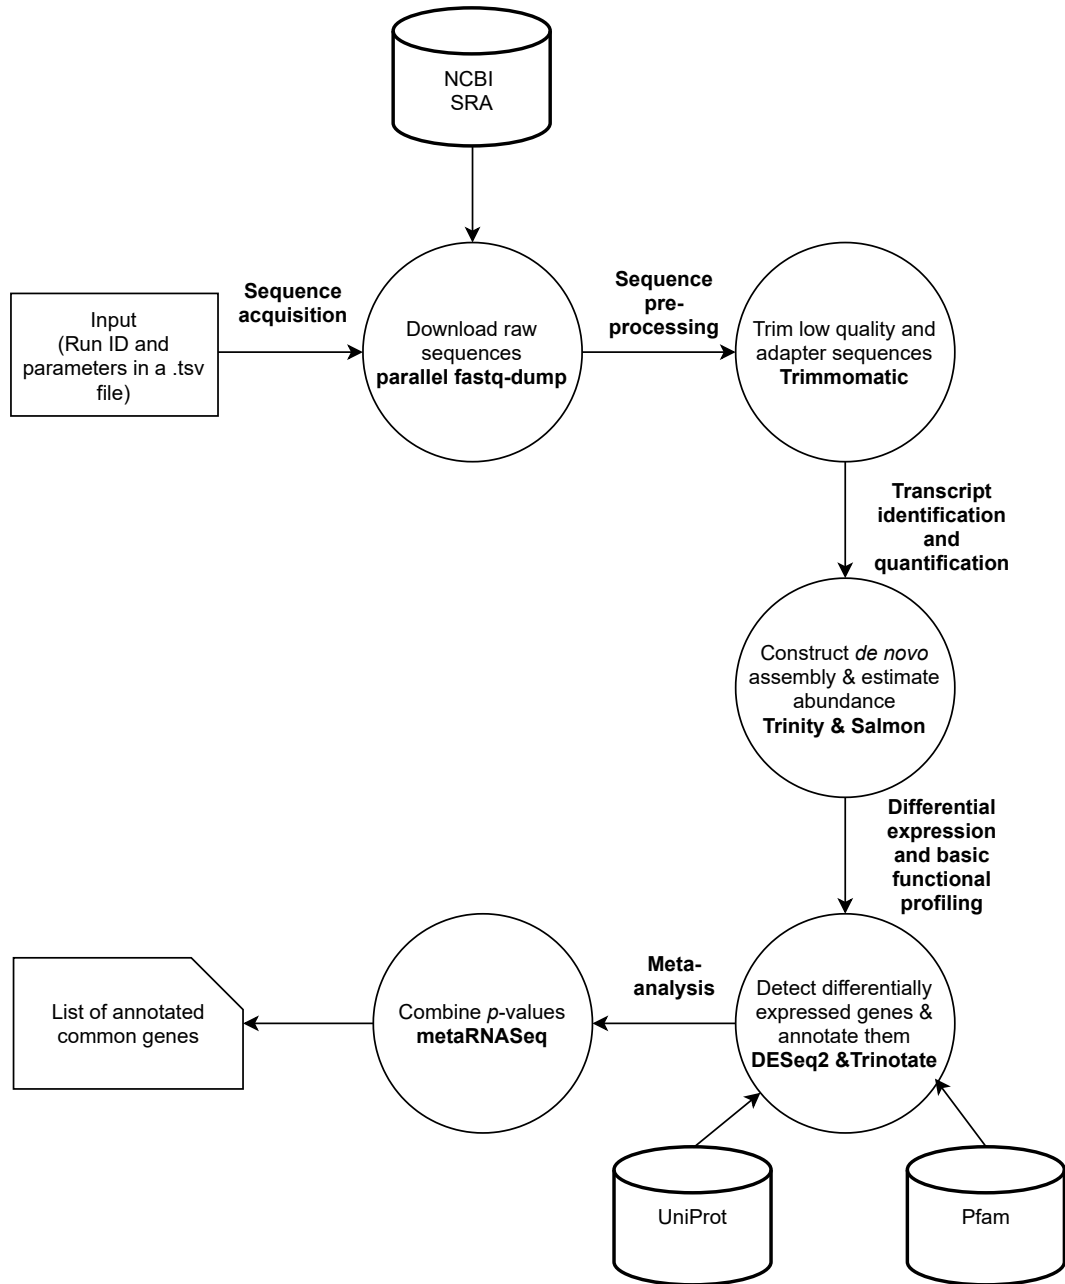 NCBI
SRA
Input
(Run ID and
parameters in a .tsv
file)
Sequence
acquisition
Download raw
sequences
parallel fastq-dump
Sequence
pre-
processing
Trim low quality and
adapter sequences
Trimmomatic
Transcript
identification
and
quantification
Construct de novo
assembly & estimate
abundance
Trinity & Salmon
Differential
expression
and basic
functional
profiling
Detect differentially
expressed genes &
annotate them
DESeq2 &Trinotate
UniProt
Pfam
Meta-
analysis
Combine p-values
metaRNASeq
List of annotated
common genes